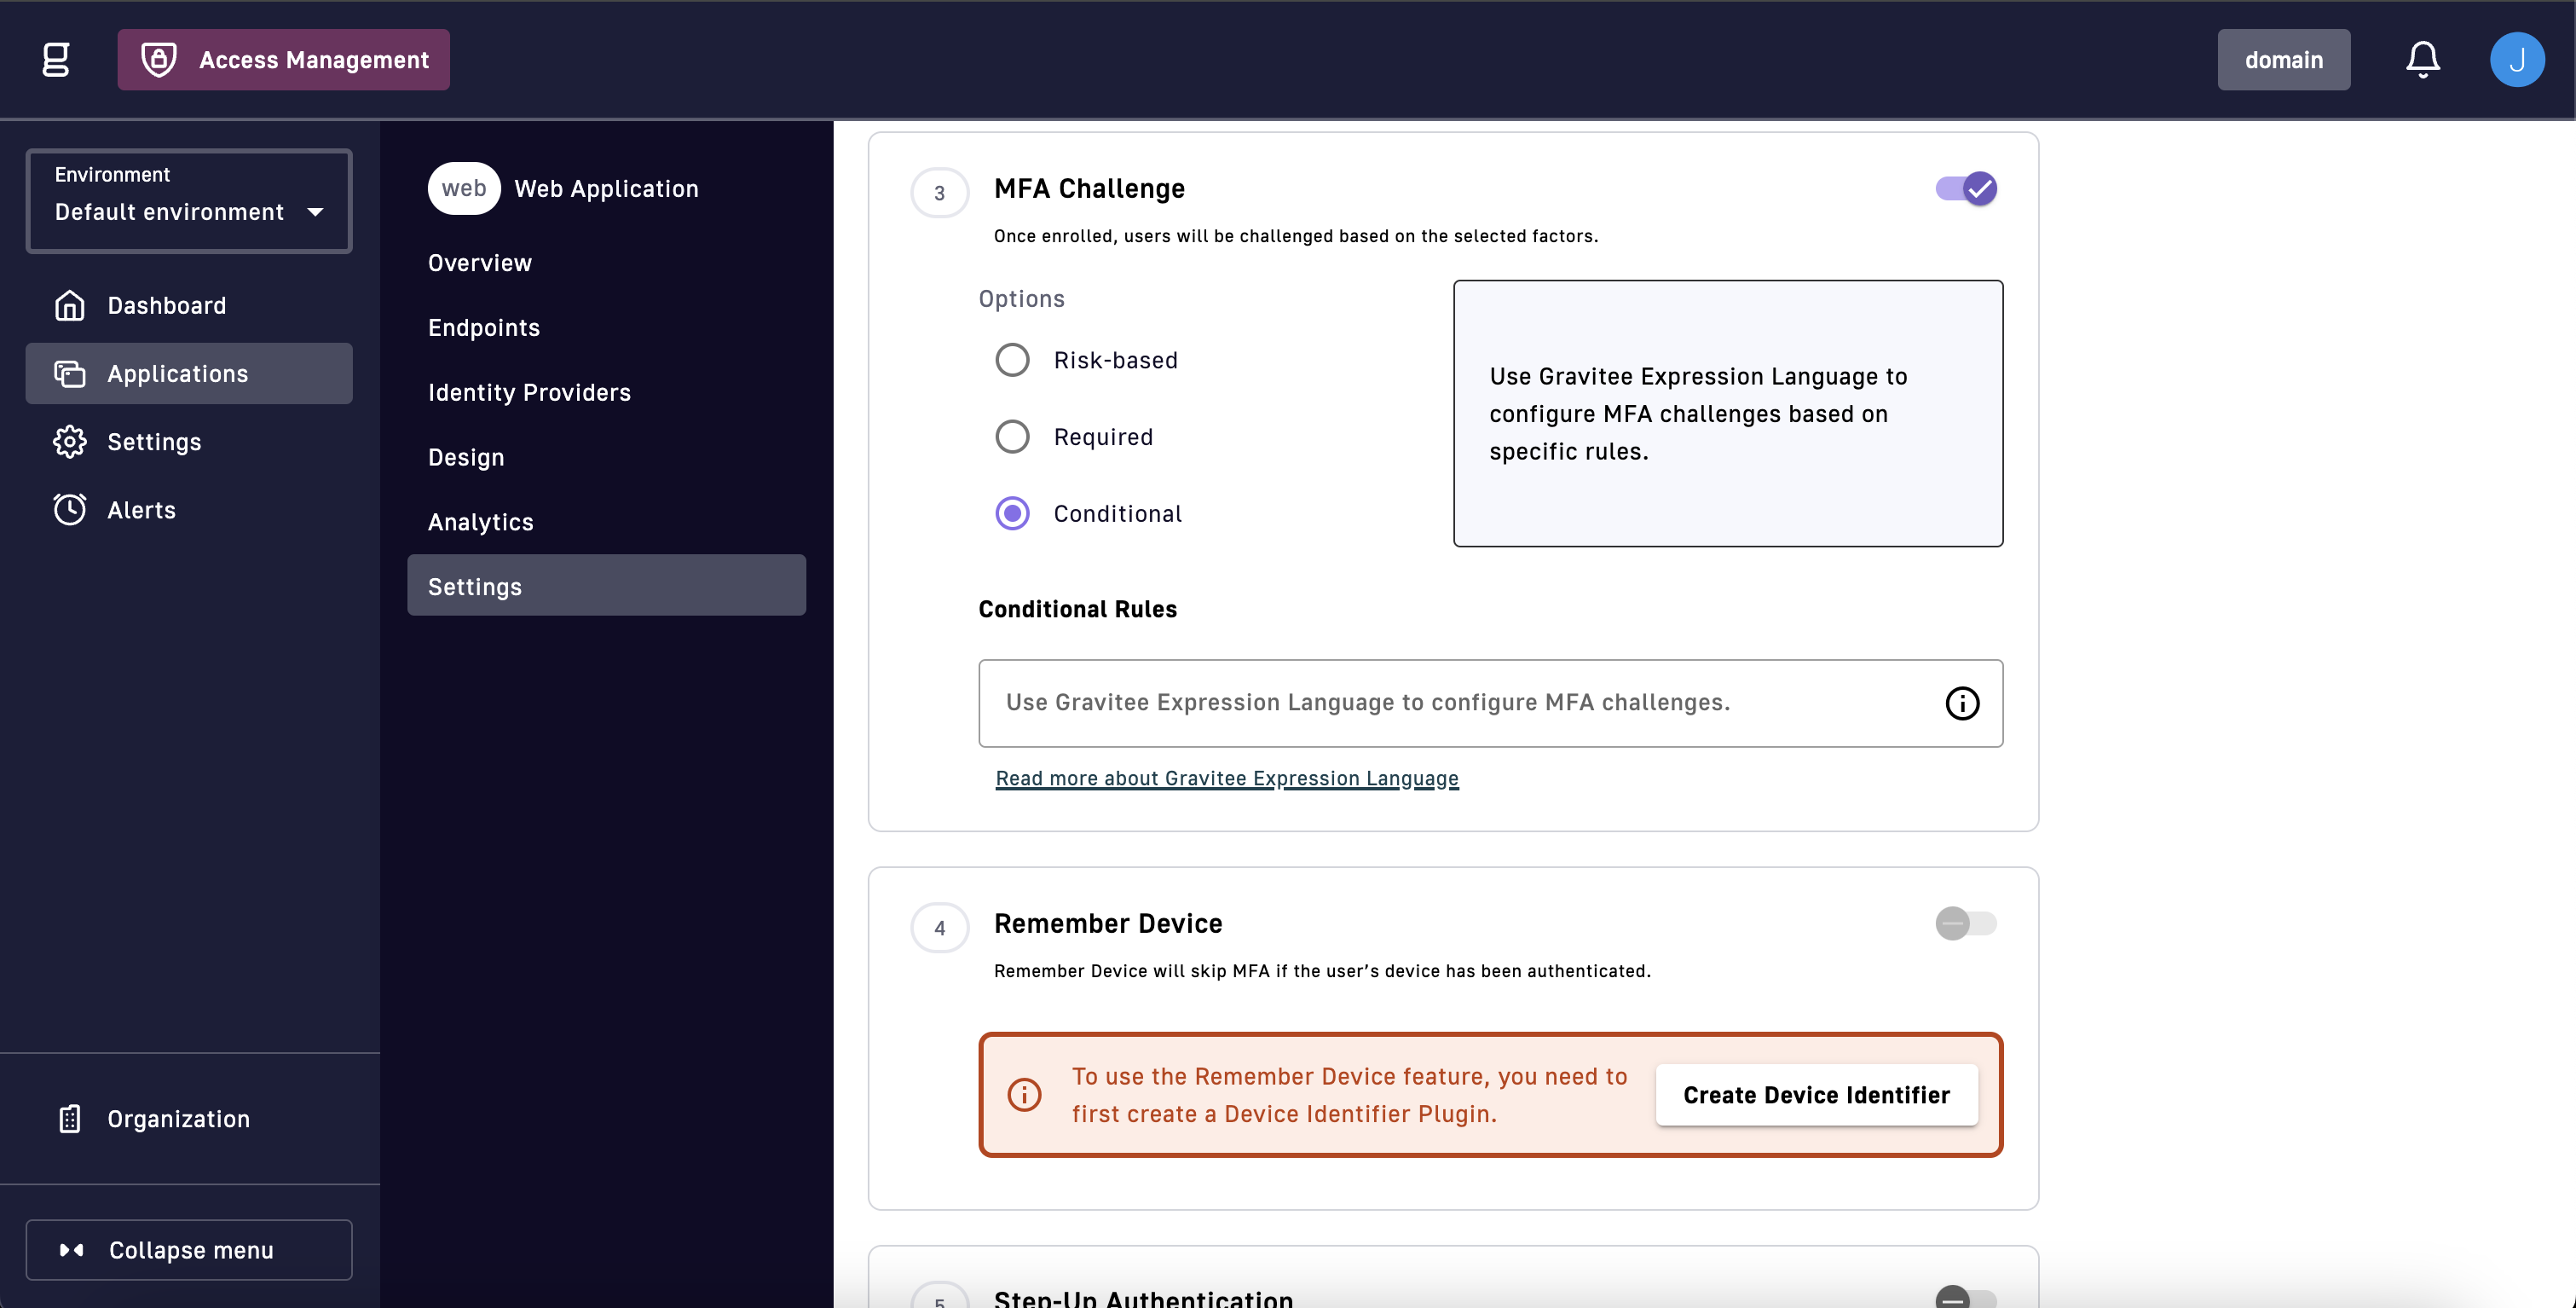 g
Access Management
domain
J
Environment
Default environment
Dashboard
Applications
Settings
Alerts
Organization
Collapse menu
web Web Application
Overview
Endpoints
Identity Providers
Design
Analytics
Settings
3
MFA Challenge
Once enrolled, users will be challenged based on the selected factors.
Options
Risk-based
Required
Conditional
Use Gravitee Expression Language to
configure MFA challenges based on
specific rules.
Conditional Rules
Use Gravitee Expression Language to configure MFA challenges.
Read more about Gravitee Expression Language
4
Remember Device
Remember Device will skip MFA if the user's device has been authenticated.
To use the Remember Device feature, you need to
first create a Device Identifier Plugin.
Create Device Identifier
5
Step-Up Authentication